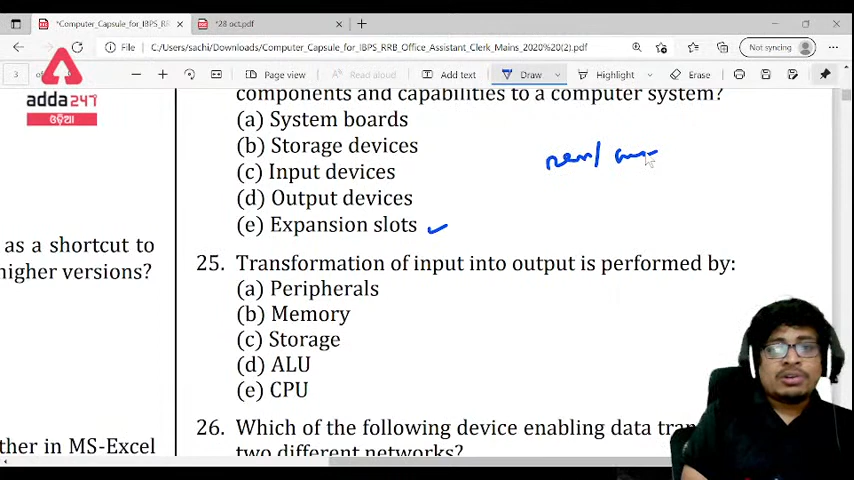 *Computer_Capsule_for_IBPS_RR
*28 oct.pdf
File
C:/Users/sachi/Downloads/Computer_Capsule_for_IBPS_RRB_Office_Assistant_Clerk_Mains_2020%20(2).pdf
Not syncing
3
Page view
Read aloud
Add text
Draw
Highlight
Erase
adda247
ଓଡ଼ିଆ
components and capabilities to a computer system?
(a) System boards
(b) Storage devices
(c) Input devices
(d) Output devices
(e) Expansion slots
as a shortcut to
higher versions?
25. Transformation of input into output is performed by:
(a) Peripherals
(b) Memory
(c) Storage
(d) ALU
(e) CPU
ther in MS-Excel
26. Which of the following device enabling data tran
two different networks?